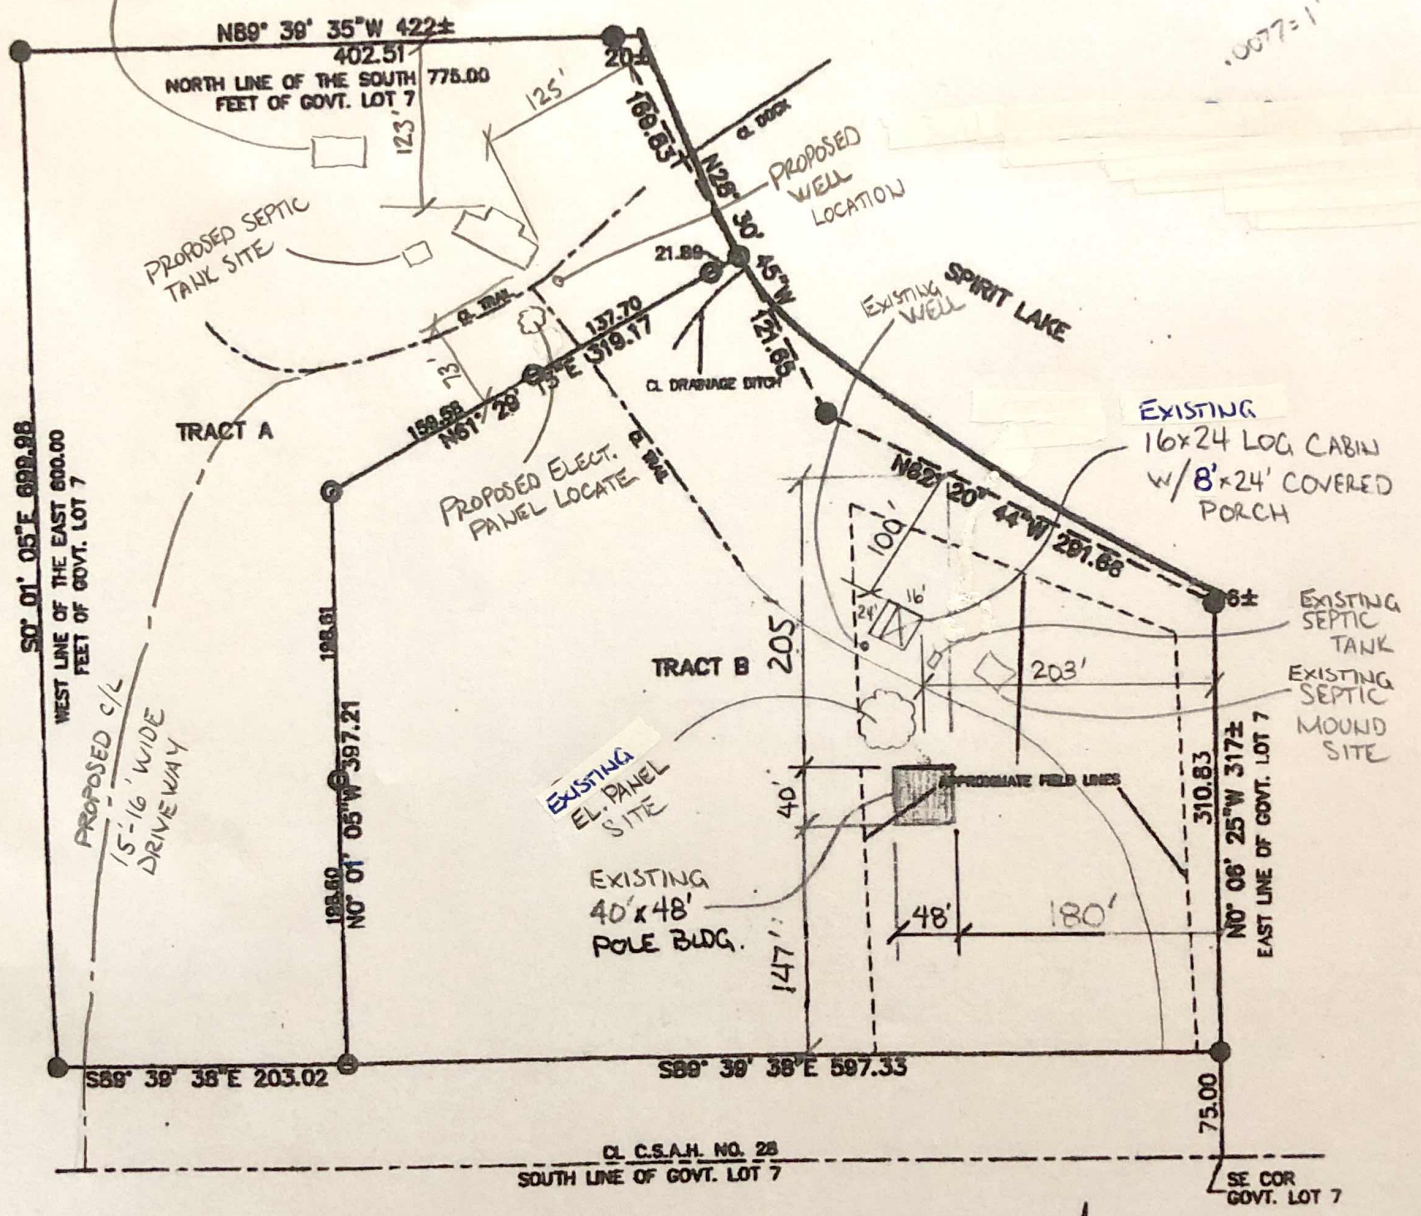 N89° 39' 35"W 422±
402.51
NORTH LINE OF THE SOUTH 775.00
FEET OF GOVT. LOT 7
20±
.0077=1'
125'
123'
169.83
CL DOCK
N28° 30' 45"W
PROPOSED
WELL
LOCATION
PROPOSED SEPTIC
TANK SITE
21.89
SPIRIT LAKE
EXISTING
WELL
CL TRAIL
137.70
N61° 29' 15"E 319.17
159.58
73'
121.65
CL DRAINAGE DITCH
TRACT A
CL TRAIL
PROPOSED ELECT.
PANEL LOCATE
EXISTING
16x24 LOG CABIN
W/ 8'x24' COVERED
PORCH
N62° 20' 44"W 291.66
100'
S0° 01' 05"E 699.98
WEST LINE OF THE EAST 800.00
FEET OF GOVT. LOT 7
198.61
24'
16'
6±
205
TRACT B
203'
EXISTING
SEPTIC
TANK
EXISTING
SEPTIC
MOUND
SITE
PROPOSED C/L
15'-16' WIDE
DRIVEWAY
N0° 01' 05"W 397.21
198.60
EXISTING
EL. PANEL
SITE
40'
APPROXIMATE FIELD LINES
310.83
N0° 06' 25"W 317±
EAST LINE OF GOVT. LOT 7
EXISTING
40'x48'
POLE BLDG.
48'
180'
147'
S89° 39' 38"E 203.02
S89° 39' 38"E 597.33
75.00
CL C.S.A.H. NO. 28
SOUTH LINE OF GOVT. LOT 7
SE COR
GOVT. LOT 7